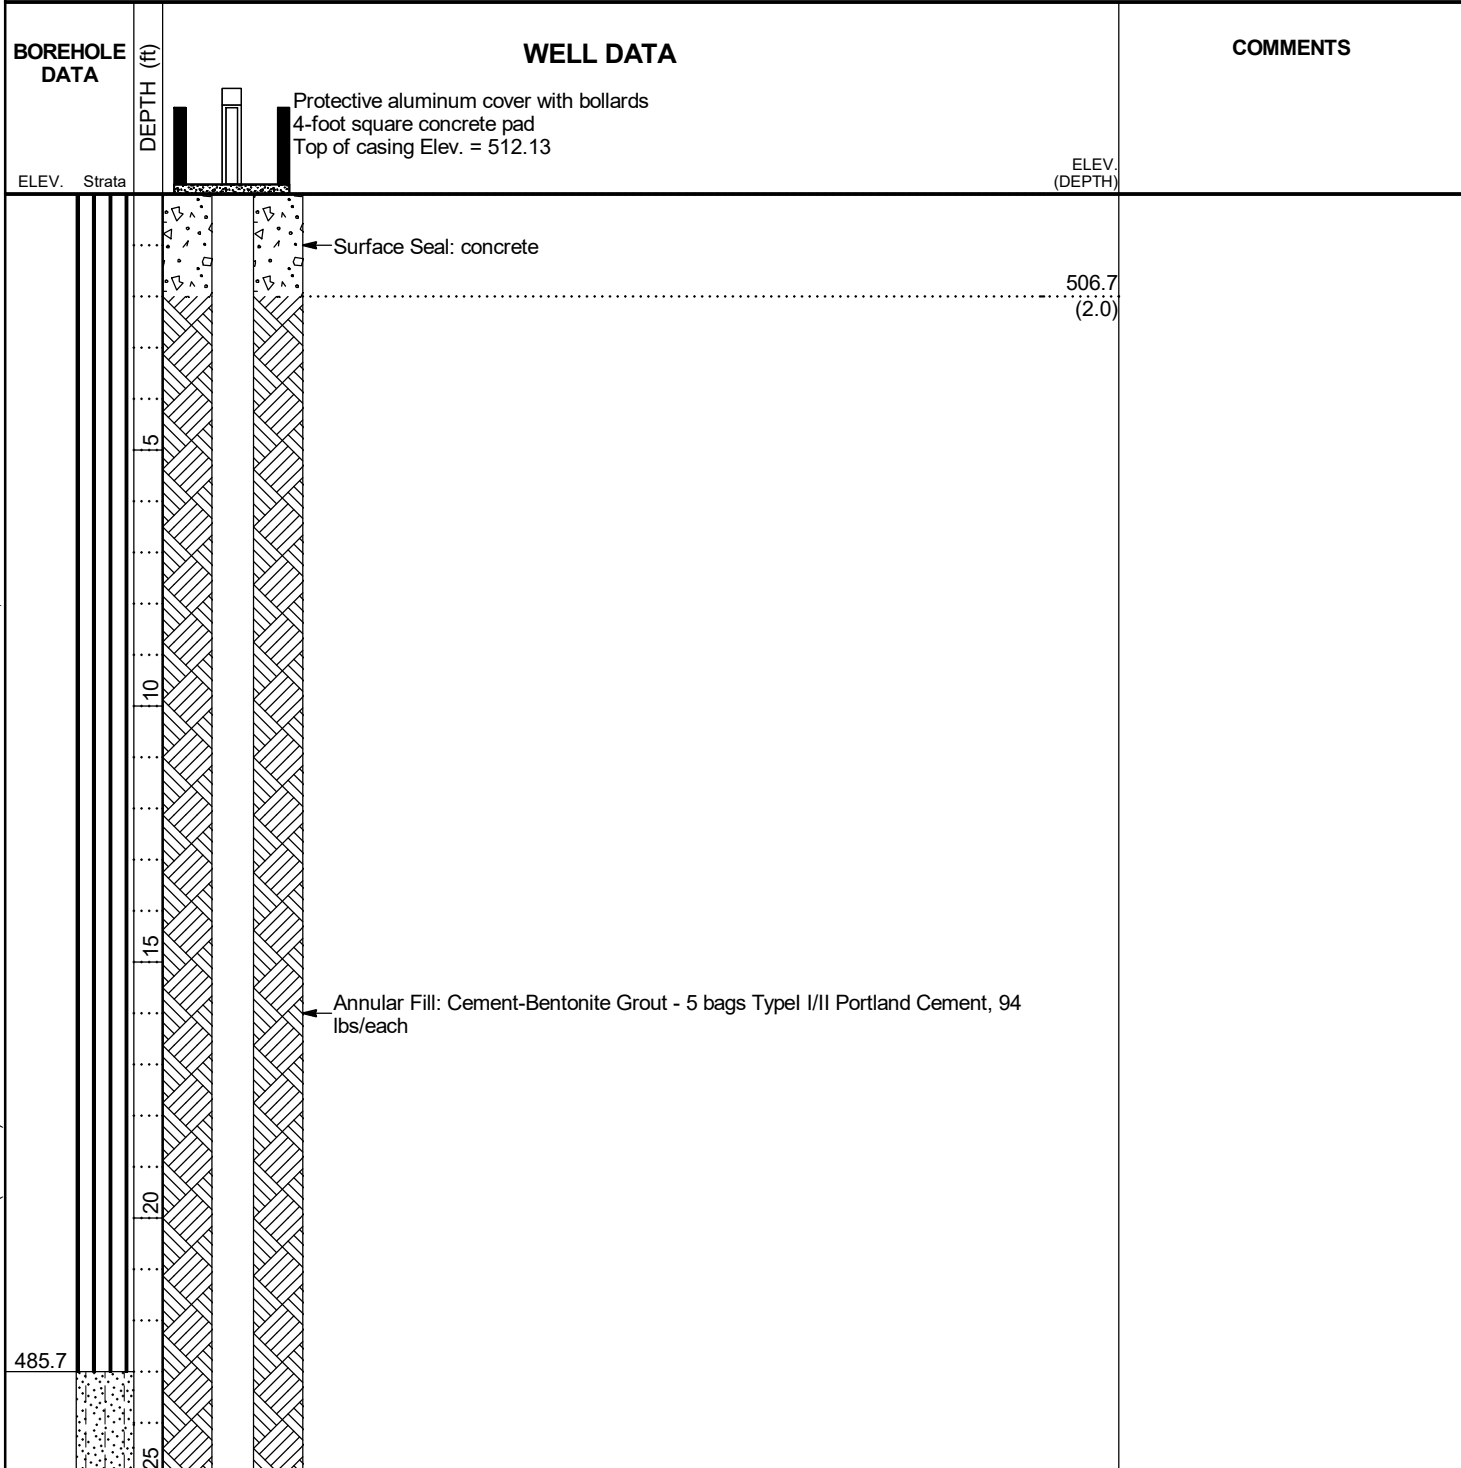 BOREHOLE
DATA
ELEV. Strata
DEPTH (ft)
WELL DATA
Protective aluminum cover with bollards
4-foot square concrete pad
Top of casing Elev. = 512.13
ELEV.
(DEPTH)
COMMENTS
Surface Seal: concrete
506.7
(2.0)
5
10
15
Annular Fill: Cement-Bentonite Grout - 5 bags TypeI I/II Portland Cement, 94
lbs/each
20
485.7
25